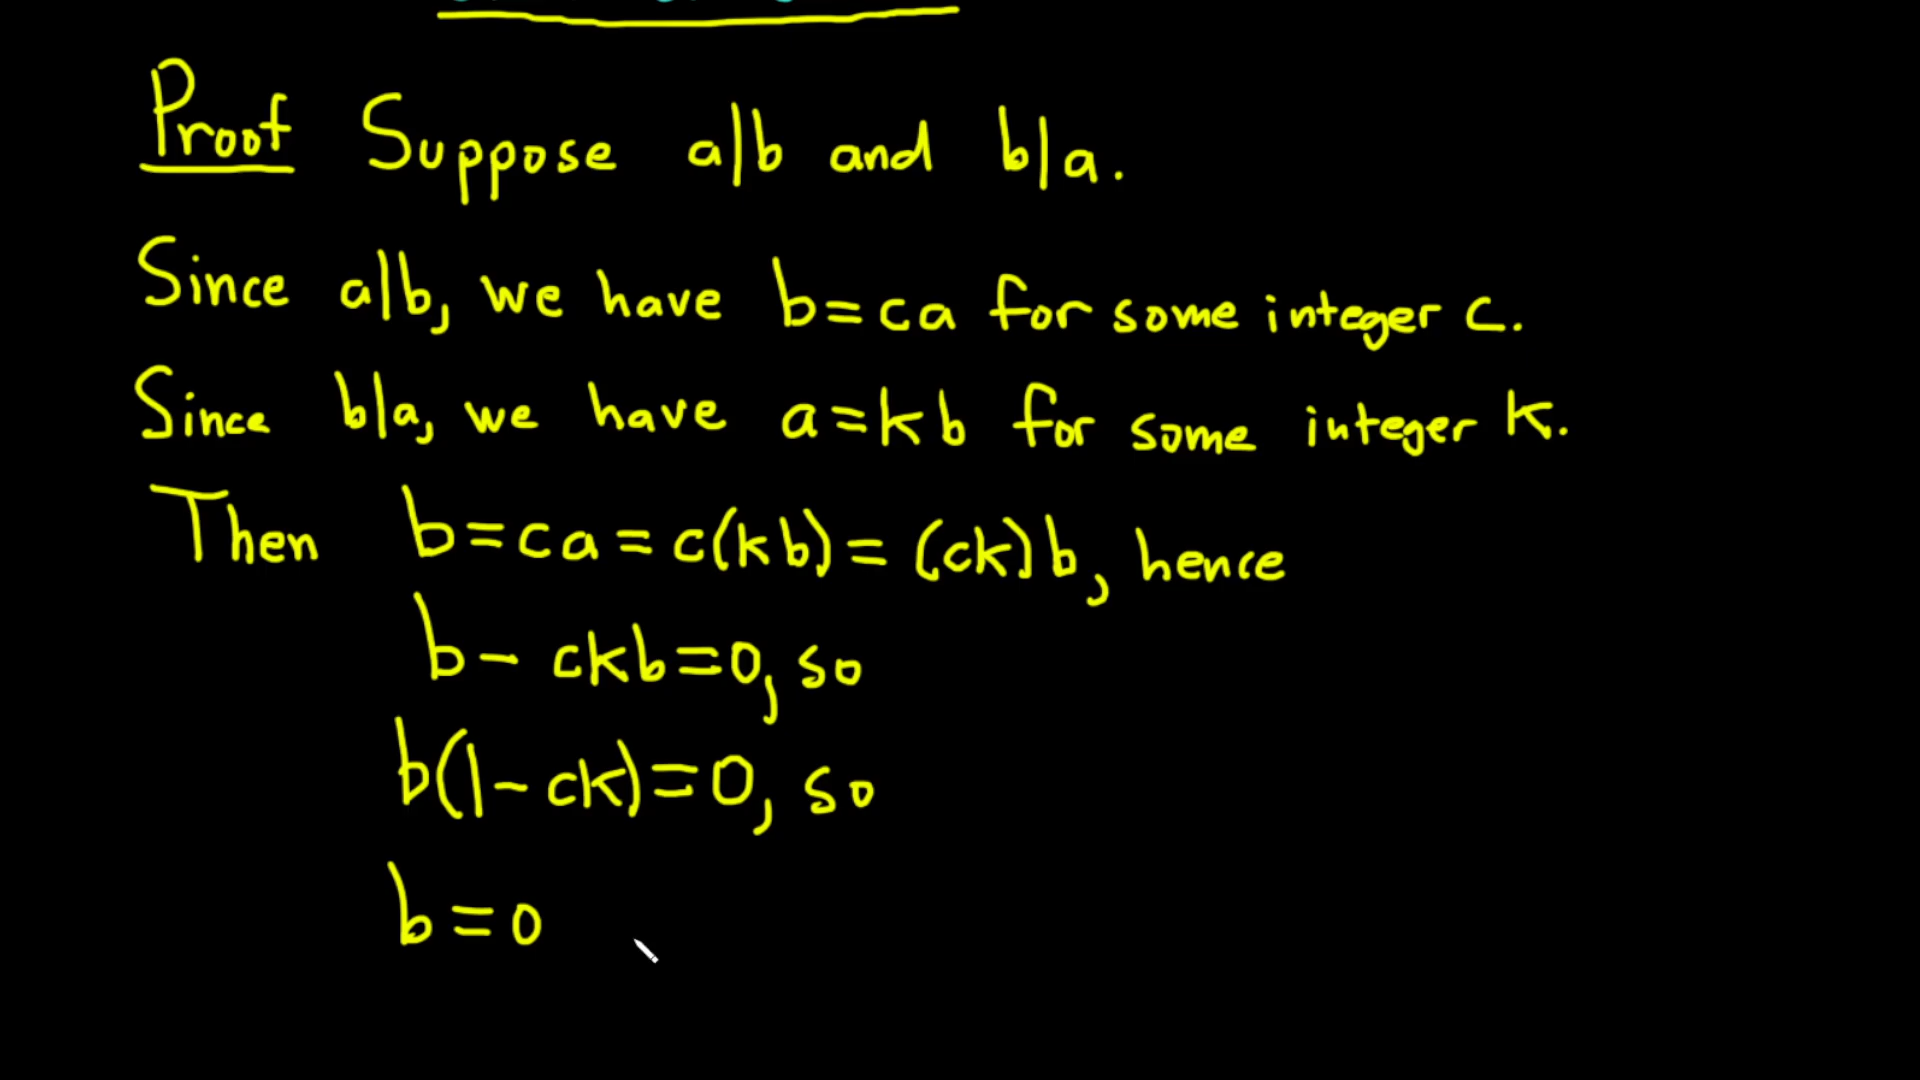 Proof Suppose a|b and b|a.
Since a|b, we have b=ca for some integer c.
Since b|a, we have a=kb for some integer k.
Then b=ca=c(kb)=(ck)b, hence
b-ckb=0, so
b(1-ck)=0, so
b=0